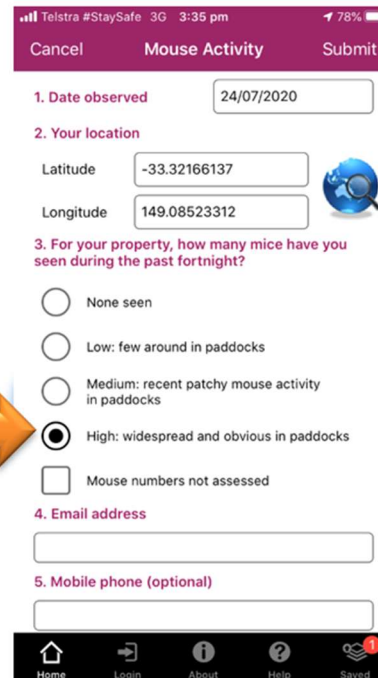 Telstra #StaySafe 3G 3:35 pm 78%
Cancel Mouse Activity Submit
1. Date observed 24/07/2020
2. Your location
Latitude -33.32166137
Longitude 149.08523312
3. For your property, how many mice have you
seen during the past fortnight?
None seen
Low: few around in paddocks
Medium: recent patchy mouse activity
in paddocks
High: widespread and obvious in paddocks
Mouse numbers not assessed
4. Email address
5. Mobile phone (optional)
1
Home Login About Help Saved